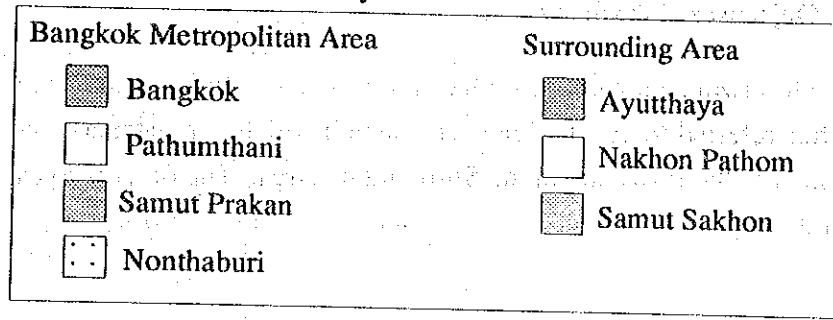 Bangkok Metropolitan Area
Bangkok
Pathumthani
Samut Prakan
Nonthaburi
Surrounding Area
Ayutthaya
Nakhon Pathom
Samut Sakhon